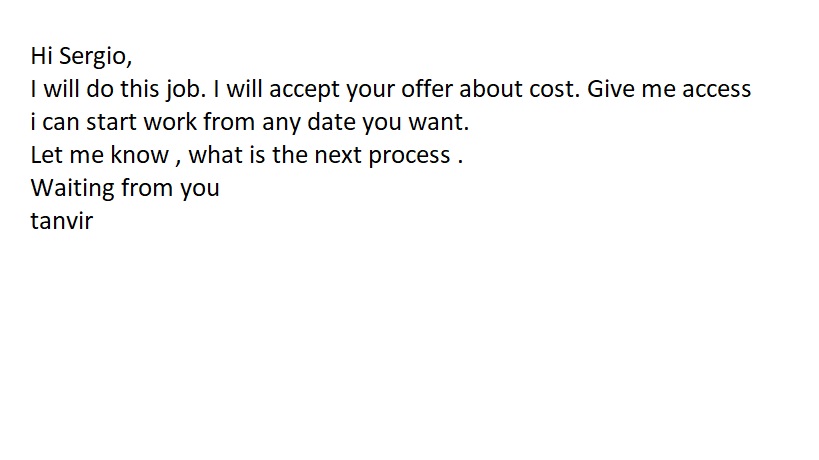 Hi Sergio,
I will do this job. I will accept your offer about cost. Give me access
i can start work from any date you want.
Let me know , what is the next process .
Waiting from you
tanvir